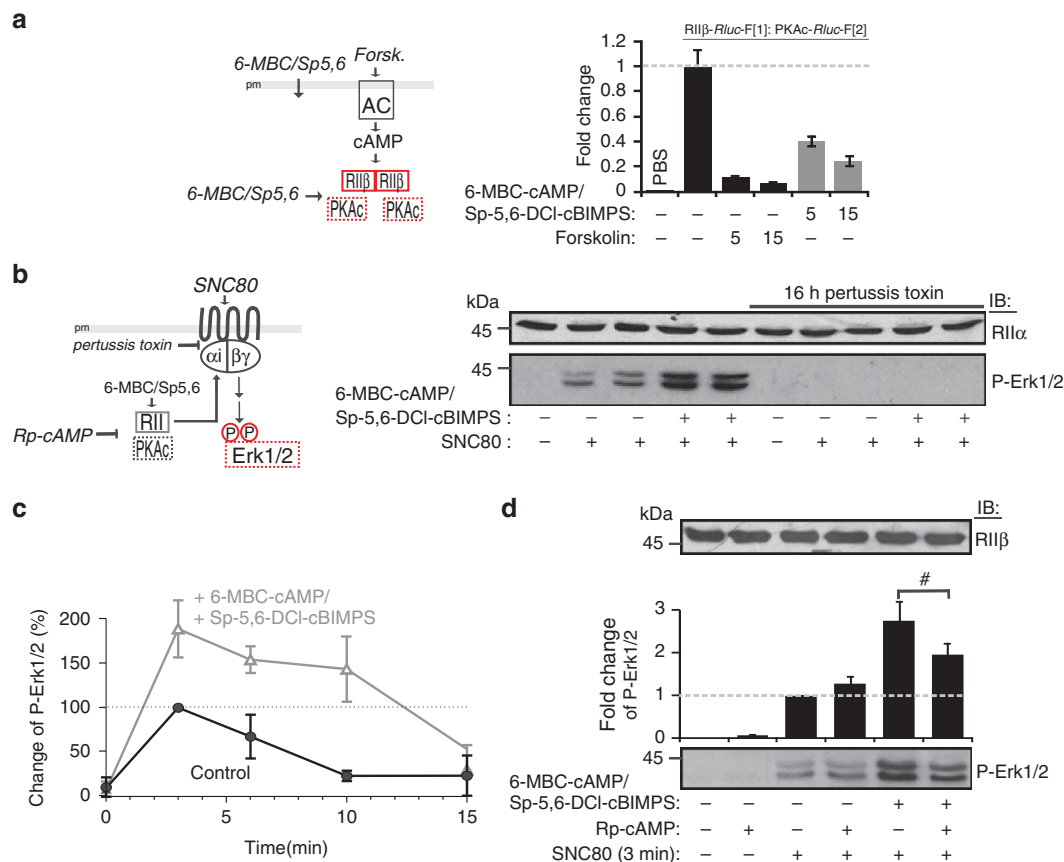 a
6-MBC/Sp5,6
Forsk.
pm
AC
cAMP
RIIβ RIIβ
6-MBC/Sp5,6
PKAc PKAc
RIIβ-Rluc-F[1]: PKAc-Rluc-F[2]
Fold change
1.2
1
0.8
0.6
0.4
0.2
0
PBS
6-MBC-cAMP/
Sp-5,6-DCl-cBIMPS: – – – – 5 15
Forskolin: – – 5 15 – –
b
SNC80
pm
pertussis toxin
αi βγ
6-MBC/Sp5,6
RII
Rp-cAMP
PKAc
P P
Erk1/2
16 h pertussis toxin
kDa
IB:
45
RIIα
45
P-Erk1/2
6-MBC-cAMP/
Sp-5,6-DCl-cBIMPS : – – – + + – – – + +
SNC80 : – + + + + – + – + +
c
Change of P-Erk1/2 (%)
200
150
100
50
0
+ 6-MBC-cAMP/
+ Sp-5,6-DCl-cBIMPS
Control
0 5 10 15
Time(min)
d
kDa
IB:
45
RIIβ
#
Fold change
of P-Erk1/2
3
2
1
0
45
P-Erk1/2
6-MBC-cAMP/
Sp-5,6-DCl-cBIMPS: – – – – + +
Rp-cAMP: – + – + – +
SNC80 (3 min) : – – + + + +